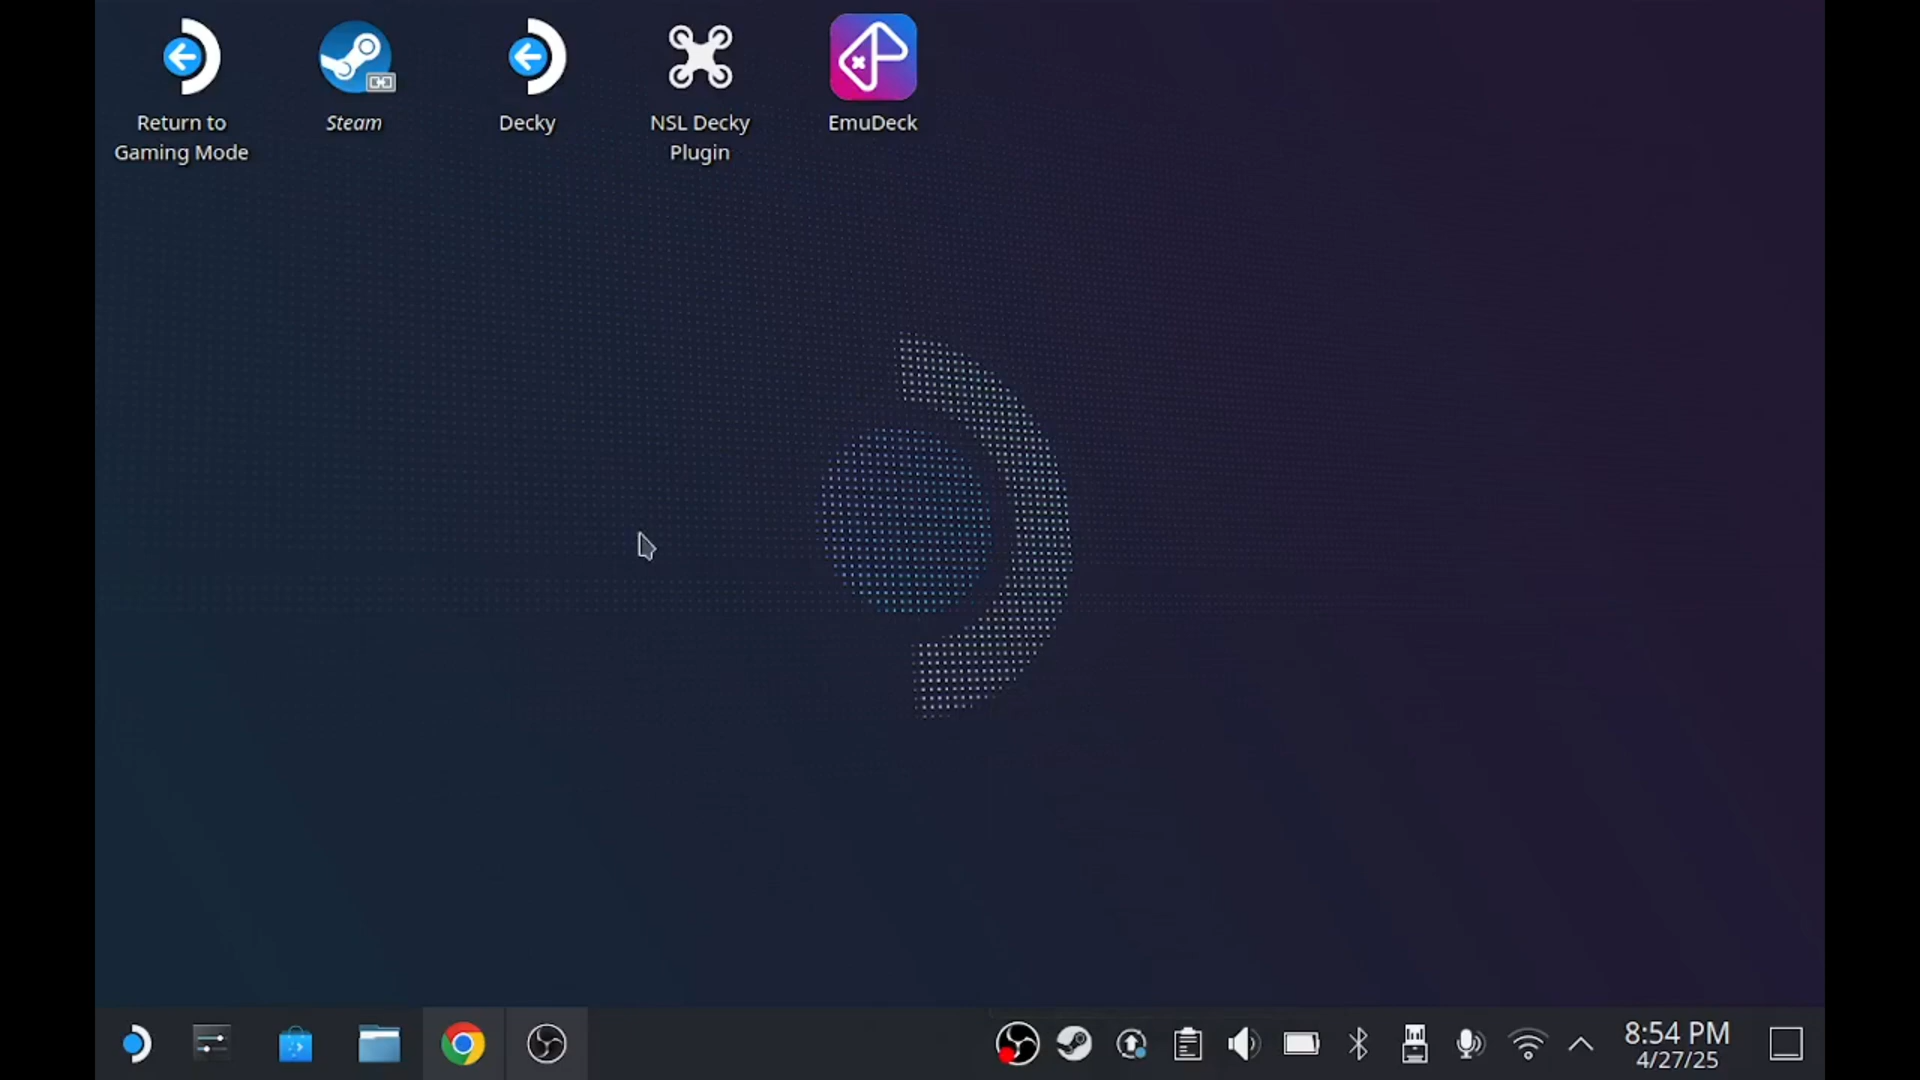 Return to
Gaming Mode
Steam
Decky
NSL Decky
Plugin
EmuDeck
8:54 PM
4/27/25